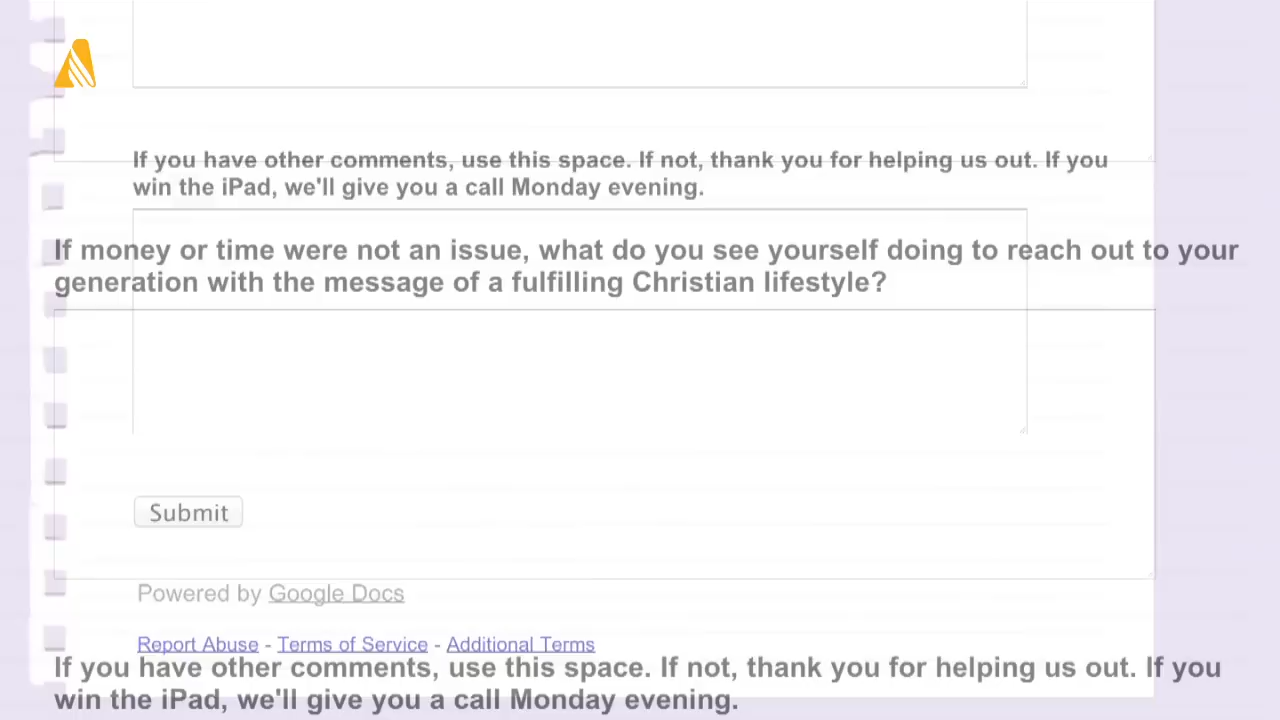 If you have other comments, use this space. If not, thank you for helping us out. If you
win the iPad, we'll give you a call Monday evening.
If money or time were not an issue, what do you see yourself doing to reach out to your
generation with the message of a fulfilling Christian lifestyle?
Submit
Powered by Google Docs
Report Abuse - Terms of Service - Additional Terms
If you have other comments, use this space. If not, thank you for helping us out. If you
win the iPad, we'll give you a call Monday evening.